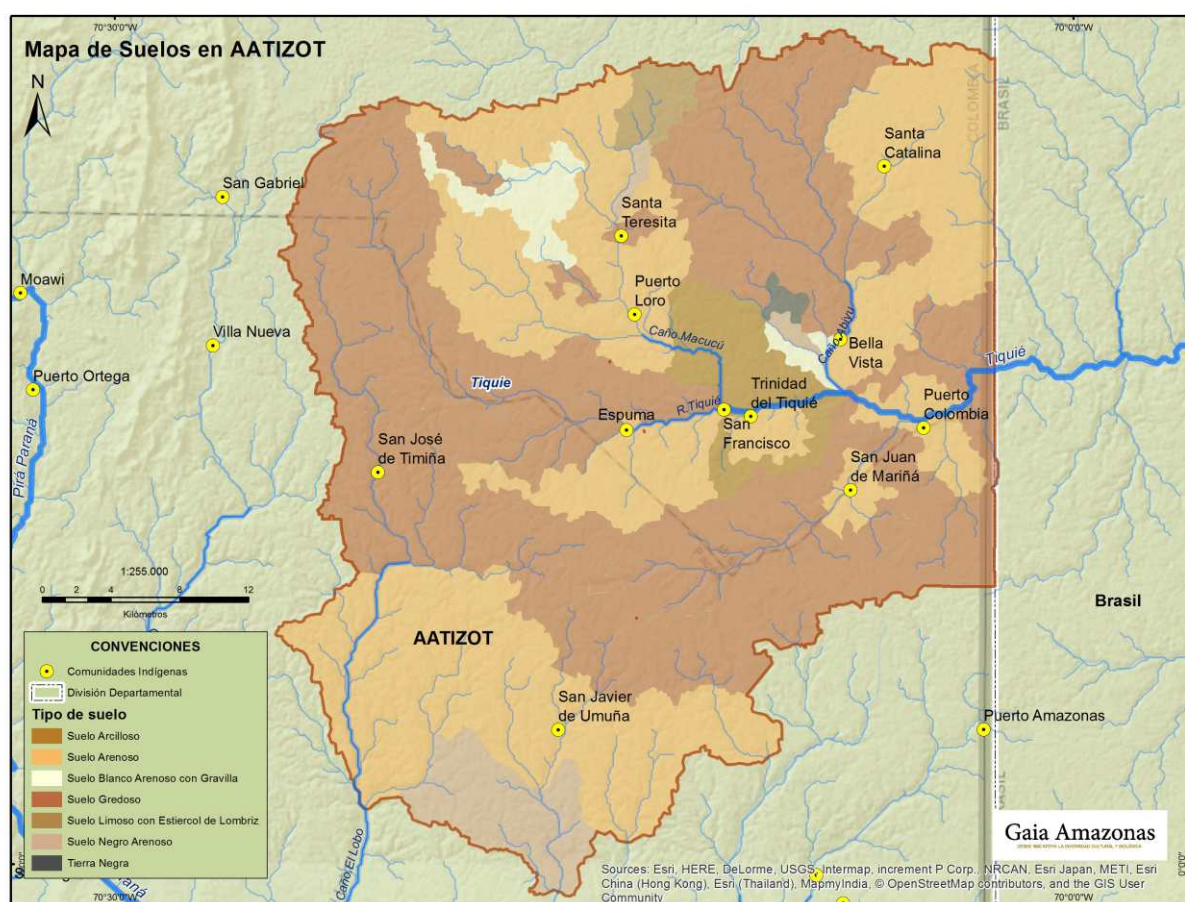 70°30'0"W
70°0'0"W
Mapa de Suelos en AATIZOT
N
COLOMBIA
BRASIL
Santa
Catalina
San Gabriel
Santa
Teresita
Moawi
Puerto
Loro
Villa Nueva
Caño Macucú
Caño Abiyu
Bella
Vista
Tiquié
Puerto Ortega
Tiquie
Trinidad
del Tiquié
Puerto
Colombia
Espuma
R.Tiquié
San
Francisco
San José
de Timiña
San Juan
de Mariñá
Pirá Paraná
1:255.000
0 2 4 8 12
Kilómetros
Brasil
AATIZOT
CONVENCIONES
Comunidades Indígenas
División Departamental
Tipo de suelo
Suelo Arcilloso
Suelo Arenoso
Suelo Blanco Arenoso con Gravilla
Suelo Gredoso
Suelo Limoso con Estiercol de Lombriz
Suelo Negro Arenoso
Tierra Negra
San Javier
de Umuña
Puerto Amazonas
Caño El Lobo
Gaia Amazonas
Sources: Esri, HERE, DeLorme, USGS, Intermap, increment P Corp., NRCAN, Esri Japan, METI, Esri
China (Hong Kong), Esri (Thailand), MapmyIndia, © OpenStreetMap contributors, and the GIS User
Community
70°30'0"W
70°0'0"W
0°0'0"